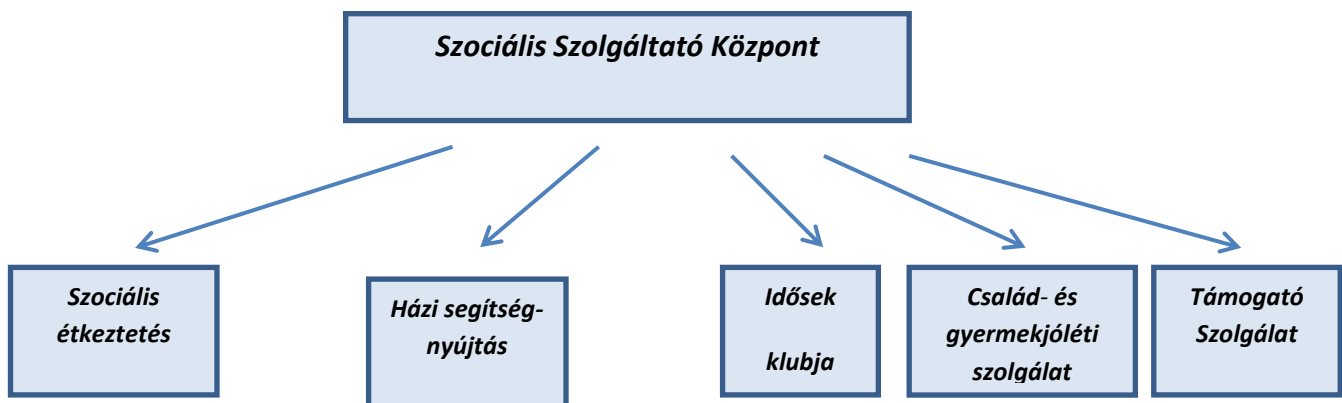 Szociális Szolgáltató Központ
Szociális
étkeztetés
Házi segítség-
nyújtás
Idősek
klubja
Család- és
gyermekjóléti
szolgálat
Támogató
Szolgálat